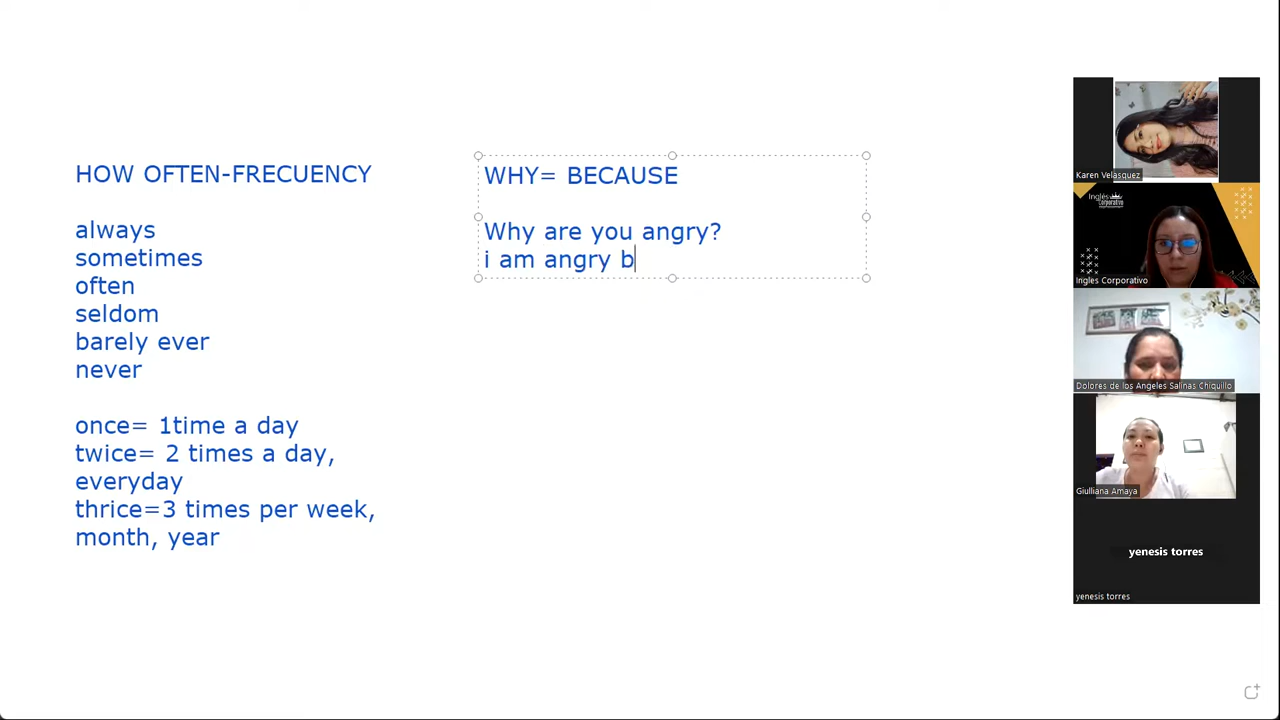 HOW OFTEN-FRECUENCY
always
sometimes
often
seldom
barely ever
never
once= 1time a day
twice= 2 times a day,
everyday
thrice=3 times per week,
month, year
WHY= BECAUSE
Why are you angry?
i am angry b
Karen Velasquez
Inglés
Corporativo
Ingles Corporativo
Dolores de los Angeles Salinas Chiquillo
Giulliana Amaya
yenesis torres
yenesis torres